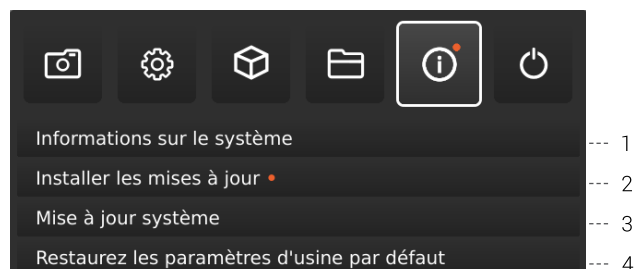 Informations sur le système --- 1
Installer les mises à jour • --- 2
Mise à jour système --- 3
Restaurez les paramètres d'usine par défaut --- 4